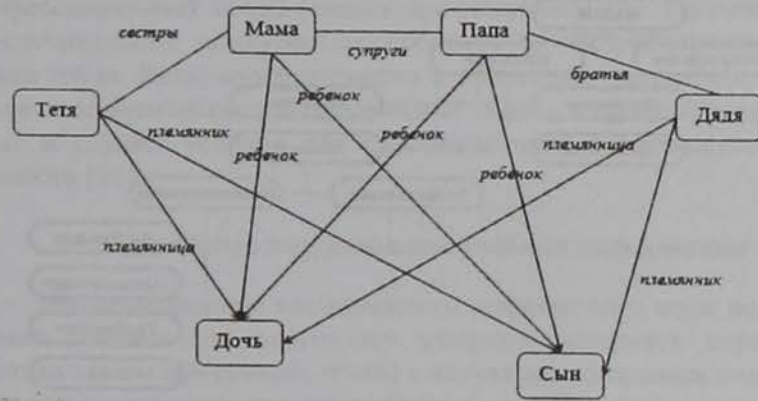 Мама
Папа
сестры
супруги
братья
Тетя
Дядя
ребенок
племянник
ребенок
племянница
ребенок
ребенок
племянница
племянник
Дочь
Сын